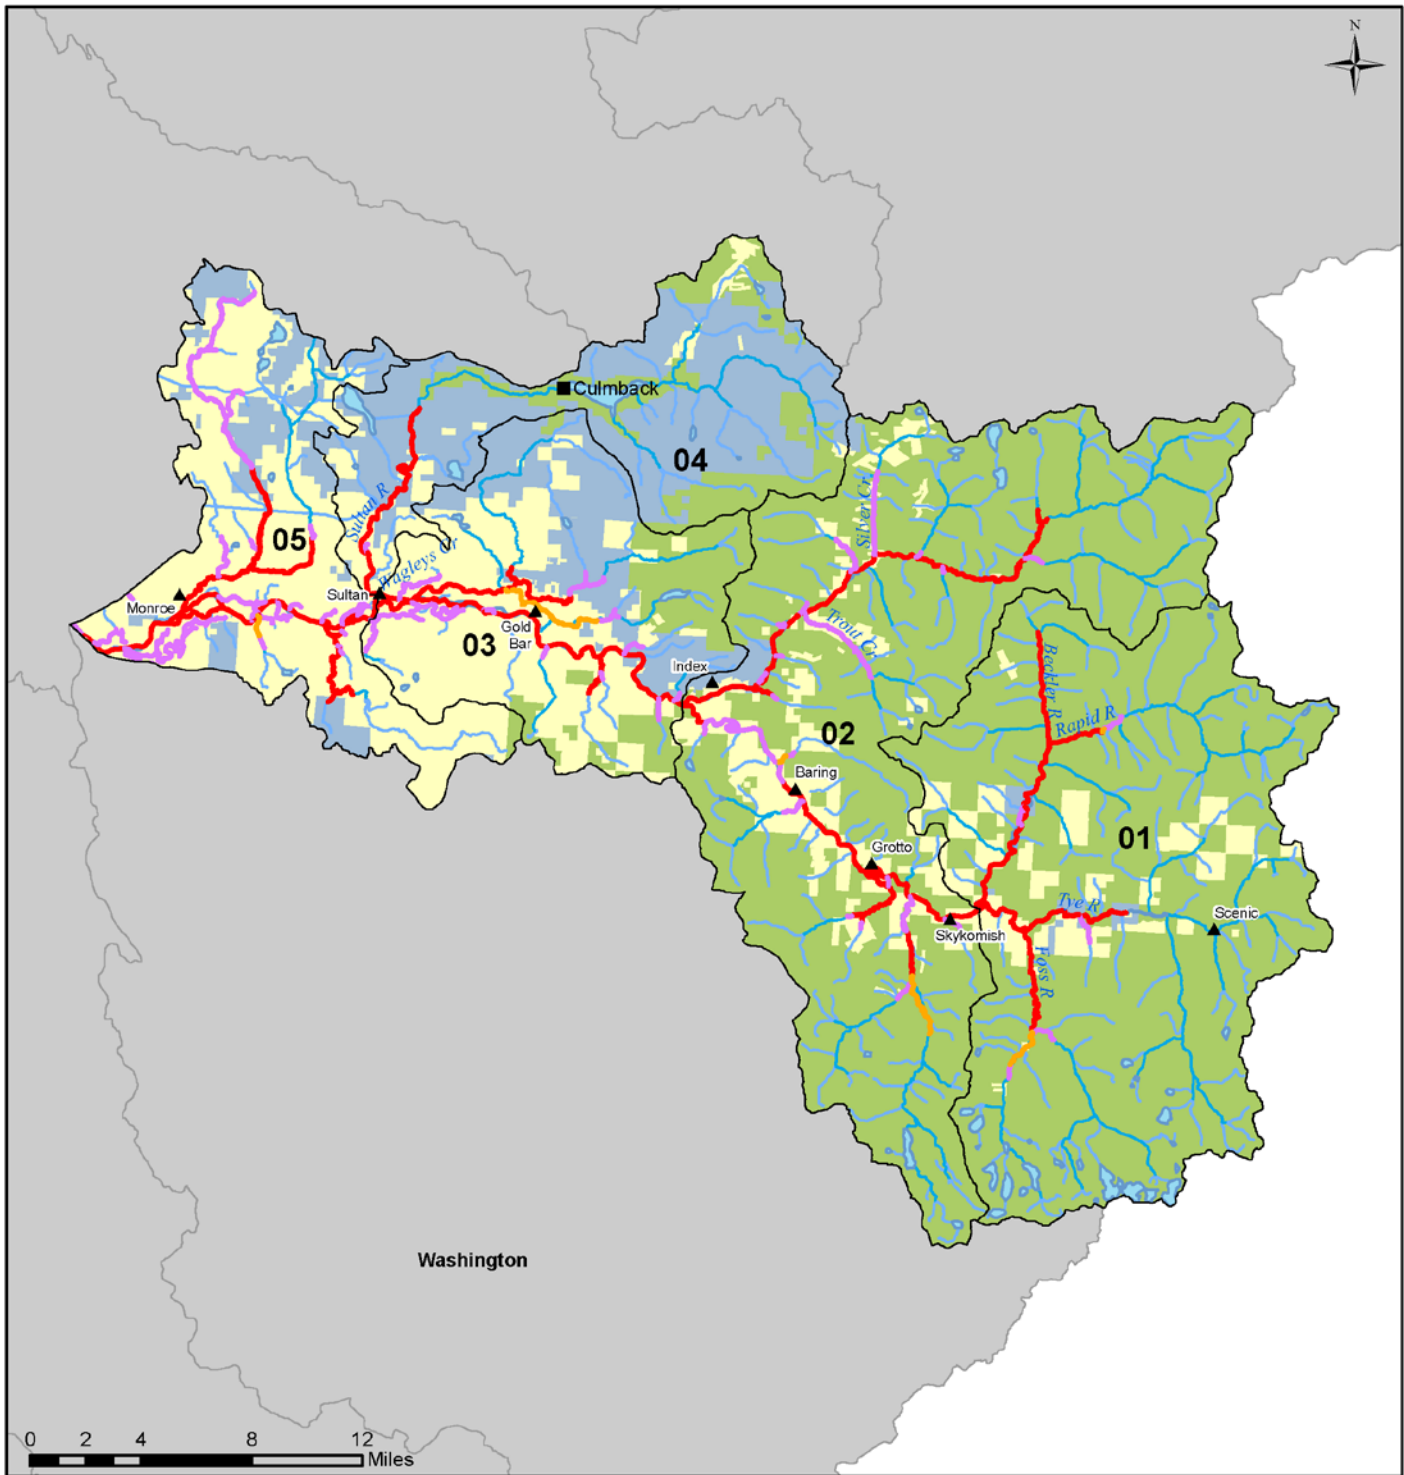 N
Culmback
04
Silver Cr
Sultan R
05
Wagleys Cr
Sultan
Monroe
Gold
Bar
03
Trout Cr
Index
Beckler R
Rapid R
02
Baring
01
Grotto
Tye R
Scenic
Skykomish
Foss R
Washington
0 2 4 8 12
Miles